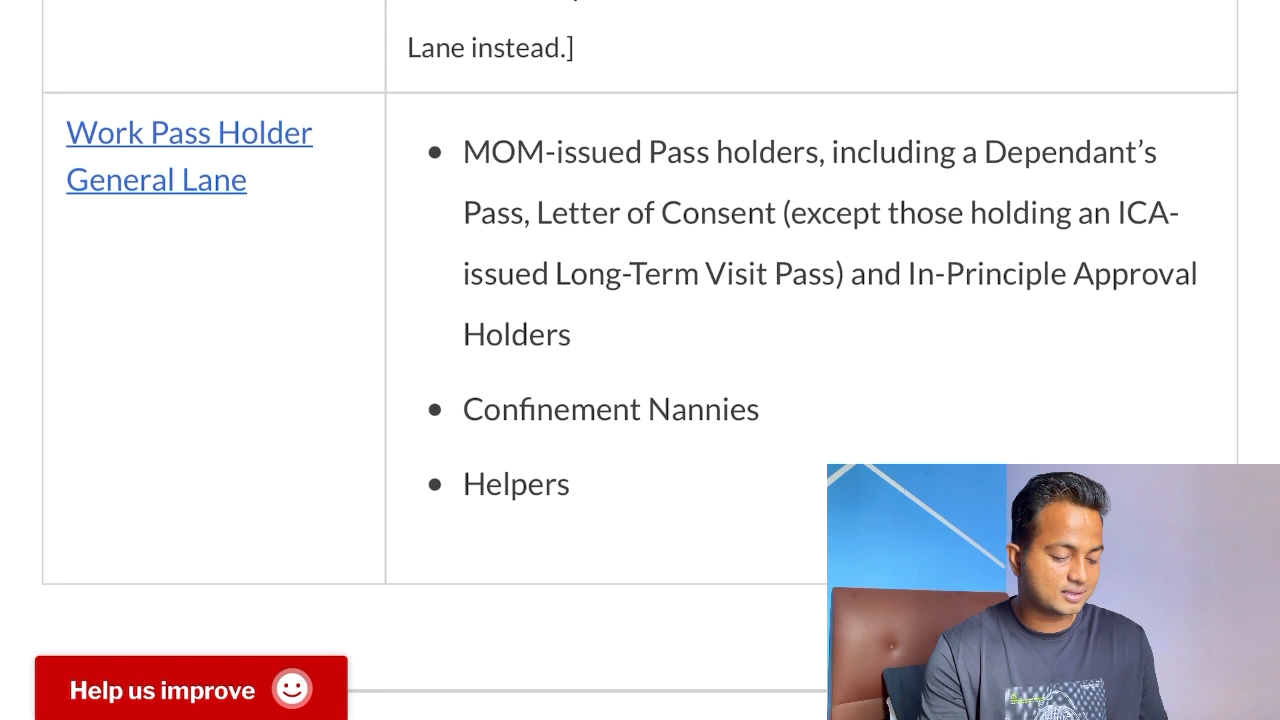 Lane instead.]
Work Pass Holder
General Lane
MOM-issued Pass holders, including a Dependant’s
Pass, Letter of Consent (except those holding an ICA-
issued Long-Term Visit Pass) and In-Principle Approval
Holders
Confinement Nannies
Helpers
Help us improve